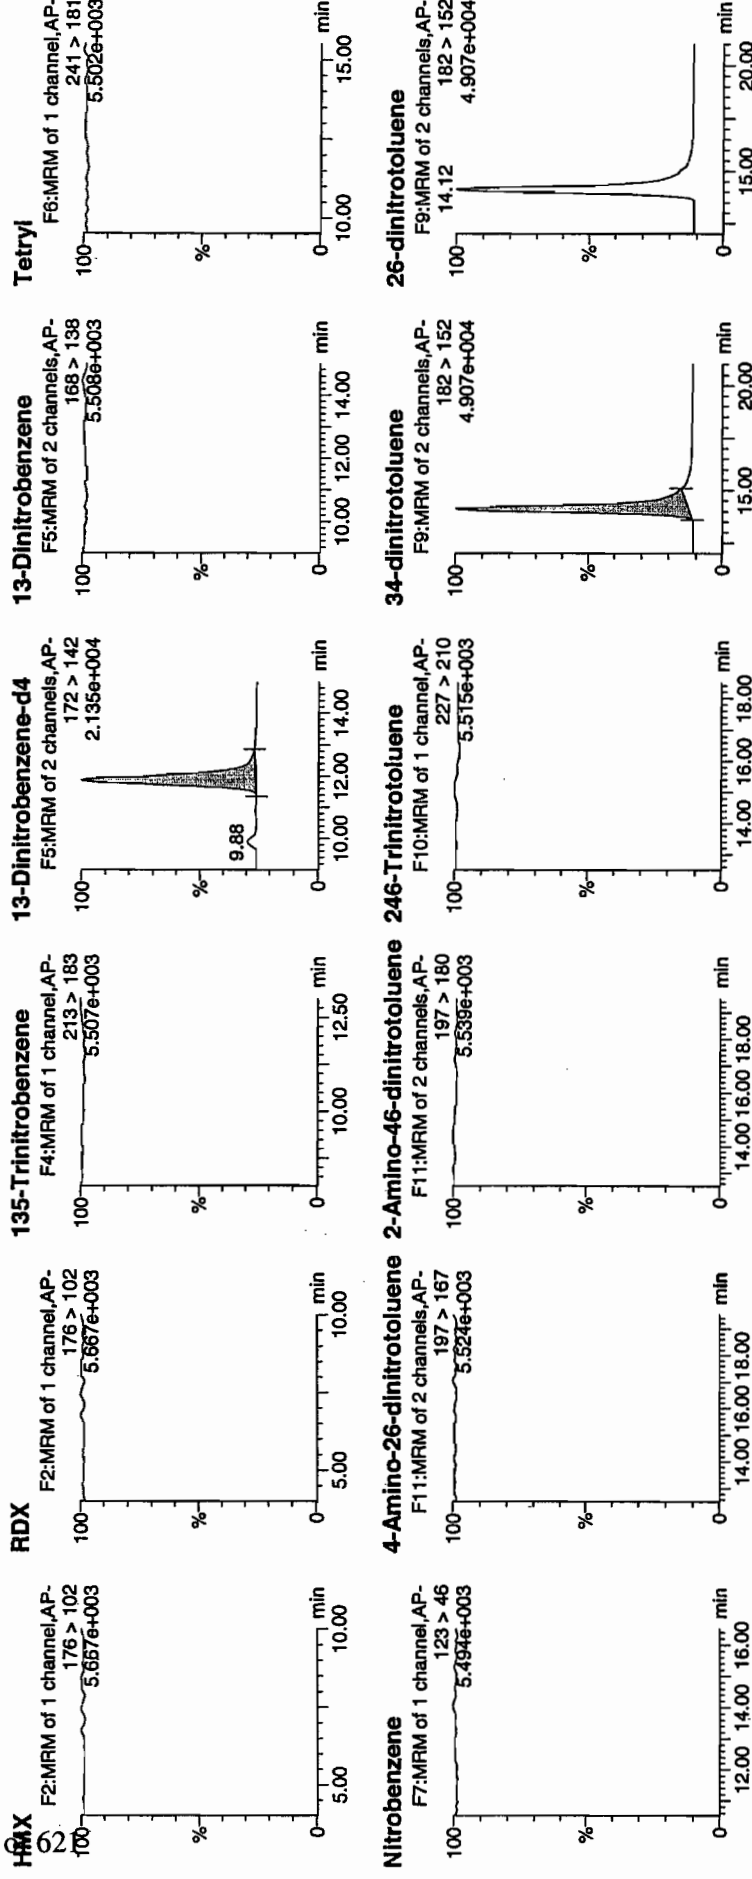 HMX
F2:MRM of 1 channel,AP-
176 > 102
5.667e+003
100
%
0
5.00 10.00 min
RDX
F2:MRM of 1 channel,AP-
176 > 102
5.667e+003
100
%
0
5.00 10.00 min
135-Trinitrobenzene
F4:MRM of 1 channel,AP-
213 > 183
5.507e+003
100
%
0
10.00 12.50 min
13-Dinitrobenzene-d4
F5:MRM of 2 channels,AP-
172 > 142
2.135e+004
100
%
9.88
0
10.00 12.00 14.00 min
13-Dinitrobenzene
F5:MRM of 2 channels,AP-
168 > 138
5.508e+003
100
%
0
10.00 12.00 14.00 min
Tetryl
F6:MRM of 1 channel,AP-
241 > 181
5.502e+003
100
%
0
10.00 15.00 min
621
Nitrobenzene
F7:MRM of 1 channel,AP-
123 > 46
5.494e+003
100
%
0
12.00 14.00 16.00 min
4-Amino-26-dinitrotoluene
F11:MRM of 2 channels,AP-
197 > 167
5.524e+003
100
%
0
14.00 16.00 18.00 min
2-Amino-46-dinitrotoluene
F11:MRM of 2 channels,AP-
197 > 180
5.539e+003
100
%
0
14.00 16.00 18.00 min
246-Trinitrotoluene
F10:MRM of 1 channel,AP-
227 > 210
5.515e+003
100
%
0
14.00 16.00 18.00 min
34-dinitrotoluene
F9:MRM of 2 channels,AP-
182 > 152
4.907e+004
100
%
0
15.00 20.00 min
26-dinitrotoluene
F9:MRM of 2 channels,AP-
14.12
182 > 152
4.907e+004
100
%
0
15.00 20.00 min